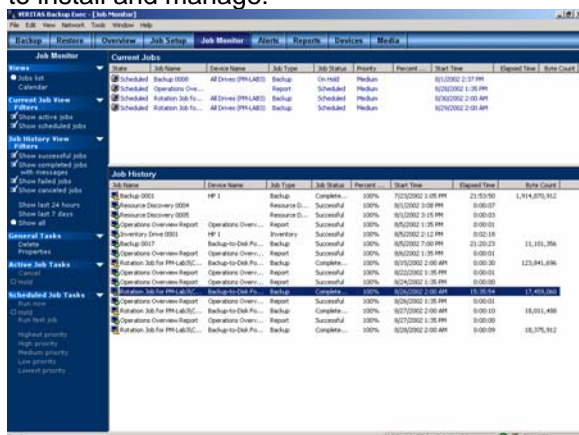 to install and manage.
VERITAS Backup Exec - [Job Monitor]
File Edit View Network Tools Window Help
Backup Restore Overview Job Setup Job Monitor Alerts Reports Devices Media
Job Monitor
Views
Jobs list
Calendar
Current Job View
Filters
Show active jobs
Show scheduled jobs
Job History View
Filters
Show successful jobs
Show completed jobs
with messages
Show failed jobs
Show canceled jobs
Show last 24 hours
Show last 7 days
Show all
General Tasks
Delete
Properties
Active Job Tasks
Cancel
Hold
Scheduled Job Tasks
Run now
Hold
Run test job
Highest priority
High priority
Medium priority
Low priority
Lowest priority
Current Jobs
State Job Name Device Name Job Type Job Status Priority Percent ... Start Time Elapsed Time Byte Count
Scheduled Backup 0008 All Drives (PM-LAB3) Backup On Hold Medium 8/1/2002 2:37 PM
Scheduled Operations Ove... Report Scheduled Medium 8/28/2002 1:35 PM
Scheduled Rotation Job fo... All Drives (PM-LAB3) Backup Scheduled Medium 8/30/2002 2:00 AM
Scheduled Rotation Job fo... All Drives (PM-LAB3) Backup Scheduled Medium 8/29/2002 2:00 AM
Job History
Job Name Device Name Job Type Job Status Percent ... Start Time Elapsed Time Byte Count
Backup 0001 HP 1 Backup Complete... 100% 7/23/2002 1:05 PM 21:53:50 1,914,870,912
Resource Discovery 0004 Resource D... Successful 100% 8/1/2002 3:08 PM 0:00:07
Resource Discovery 0005 Resource D... Successful 100% 8/1/2002 3:15 PM 0:00:03
Operations Overview Report Operations Overv... Report Successful 100% 8/5/2002 1:35 PM 0:00:01
Inventory Drive 0001 HP 1 Inventory Successful 100% 8/5/2002 2:12 PM 0:02:18
Backup 0017 Backup-to-Disk Fo... Backup Successful 100% 8/5/2002 7:00 PM 21:20:23 11,101,356
Operations Overview Report Operations Overv... Report Successful 100% 8/6/2002 1:35 PM 0:00:01
Rotation Job for PM-Lab3\C... Backup-to-Disk Fo... Backup Complete... 100% 8/15/2002 2:00 AM 0:00:30 123,841,696
Operations Overview Report Operations Overv... Report Successful 100% 8/22/2002 1:35 PM 0:00:01
Operations Overview Report Operations Overv... Report Successful 100% 8/24/2002 1:35 PM 0:00:00
Rotation Job for PM-Lab3\C... Backup-to-Disk Fo... Backup Complete... 100% 8/26/2002 2:00 AM 15:35:54 17,459,060
Operations Overview Report Operations Overv... Report Successful 100% 8/26/2002 1:35 PM 0:00:01
Rotation Job for PM-Lab3\C... Backup-to-Disk Fo... Backup Complete... 100% 8/27/2002 2:00 AM 0:00:10 18,011,488
Operations Overview Report Operations Overv... Report Successful 100% 8/27/2002 1:35 PM 0:00:00
Rotation Job for PM-Lab3\C... Backup-to-Disk Fo... Backup Complete... 100% 8/28/2002 2:00 AM 0:00:09 18,375,912